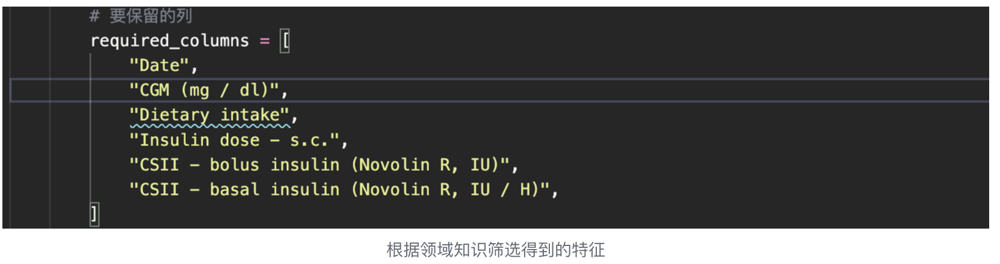 # 要保留的列
required_columns = [
"Date",
"CGM (mg / dl)",
"Dietary intake",
"Insulin dose - s.c.",
"CSII - bolus insulin (Novolin R, IU)",
"CSII - basal insulin (Novolin R, IU / H)",
]
根据领域知识筛选得到的特征